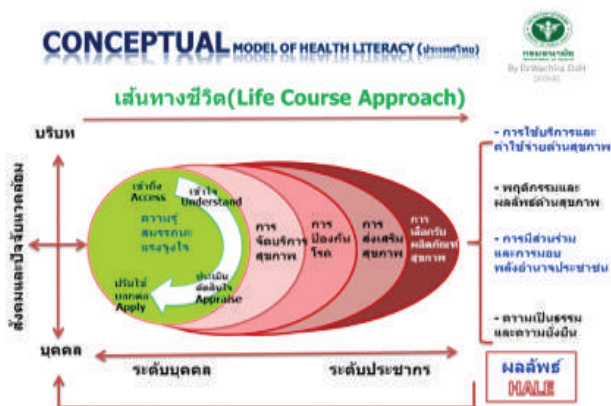 CONCEPTUAL MODEL OF HEALTH LITERACY (ประเทศไทย)
กรมอนามัย
DEPARTMENT OF HEALTH
By Dr.Wachira DoH
เส้นทางชีวิต(Life Course Approach)
บริบท
สังคมและปัจจัยแวดล้อม
บุคคล
เข้าถึง
Access
เข้าใจ
Understand
ความรู้
สมรรถนะ
แรงจูงใจ
ปรับใช้
บอกต่อ
Apply
ประเมิน
ตัดสินใจ
Appraise
การ
จัดบริการ
สุขภาพ
การ
ป้องกัน
โรค
การ
ส่งเสริม
สุขภาพ
การ
เลือกรับ
ผลิตภัณฑ์
สุขภาพ
- การใช้บริการและ
ค่าใช้จ่ายด้านสุขภาพ
- พฤติกรรมและ
ผลลัพธ์ด้านสุขภาพ
- การมีส่วนร่วม
และการมอบ
พลังอำนาจประชาชน
- ความเป็นธรรม
และความยั่งยืน
ระดับบุคคล
ระดับประชากร
ผลลัพธ์
HALE